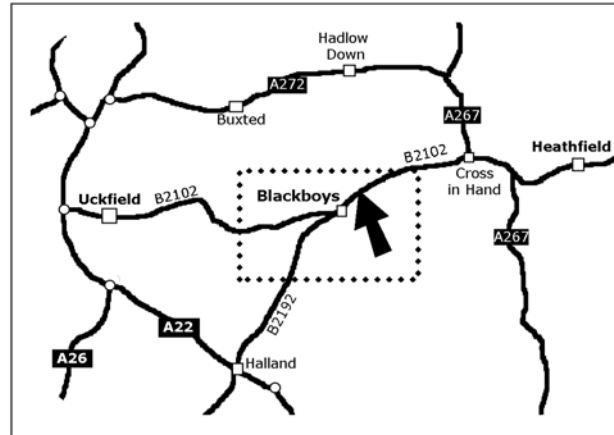 Hadlow
Down
A272
Buxted
A267
B2102
Heathfield
Cross
in Hand
Blackboys
Uckfield
B2102
A267
B2192
A22
A26
Halland